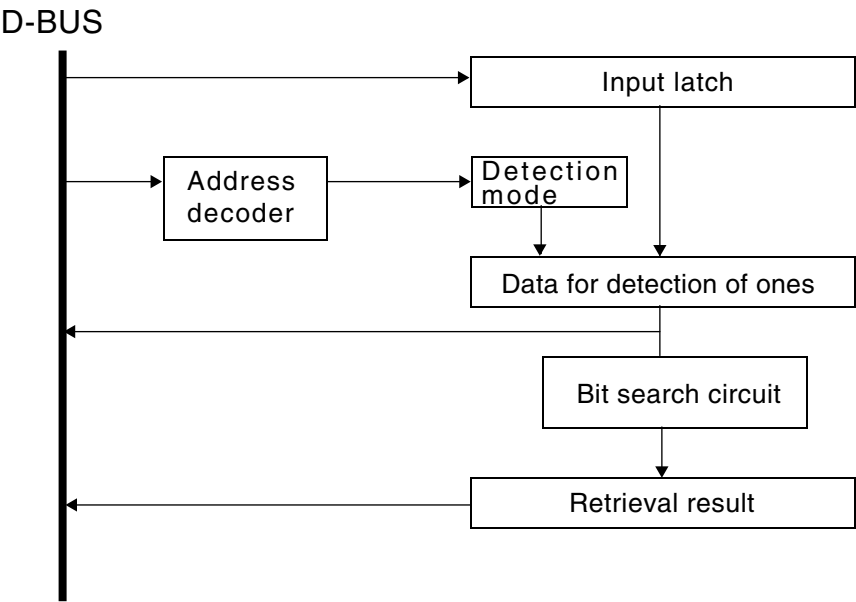 D-BUS
Input latch
Address
decoder
Detection
mode
Data for detection of ones
Bit search circuit
Retrieval result